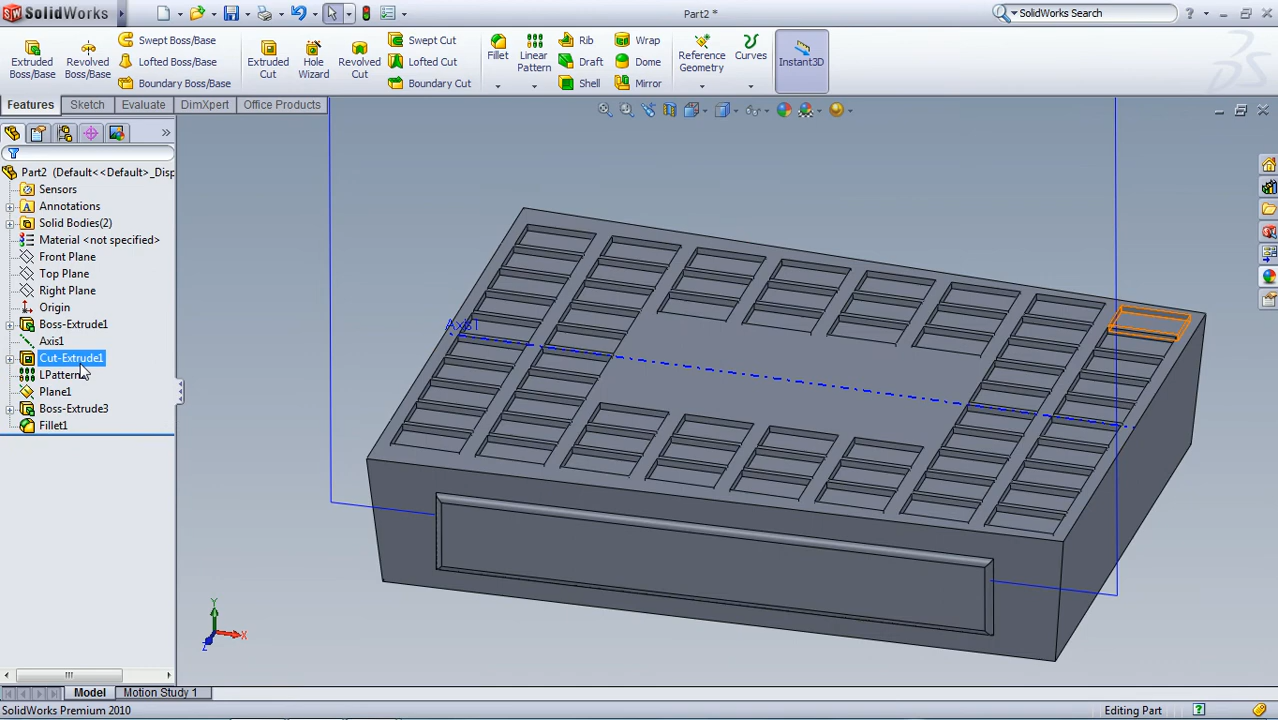 SolidWorks
Part2 *
SolidWorks Search
Extruded Boss/Base
Revolved Boss/Base
Swept Boss/Base
Lofted Boss/Base
Boundary Boss/Base
Extruded Cut
Hole Wizard
Revolved Cut
Swept Cut
Lofted Cut
Boundary Cut
Fillet
Linear Pattern
Rib
Draft
Shell
Wrap
Dome
Mirror
Reference Geometry
Curves
Instant3D
Features
Sketch
Evaluate
DimXpert
Office Products
Part2 (Default<<Default>_Disp
Sensors
Annotations
Solid Bodies(2)
Material <not specified>
Front Plane
Top Plane
Right Plane
Origin
Boss-Extrude1
Axis1
Cut-Extrude1
LPattern
Plane1
Boss-Extrude3
Fillet1
Axis1
Y
X
Z
Model
Motion Study 1
SolidWorks Premium 2010
Editing Part